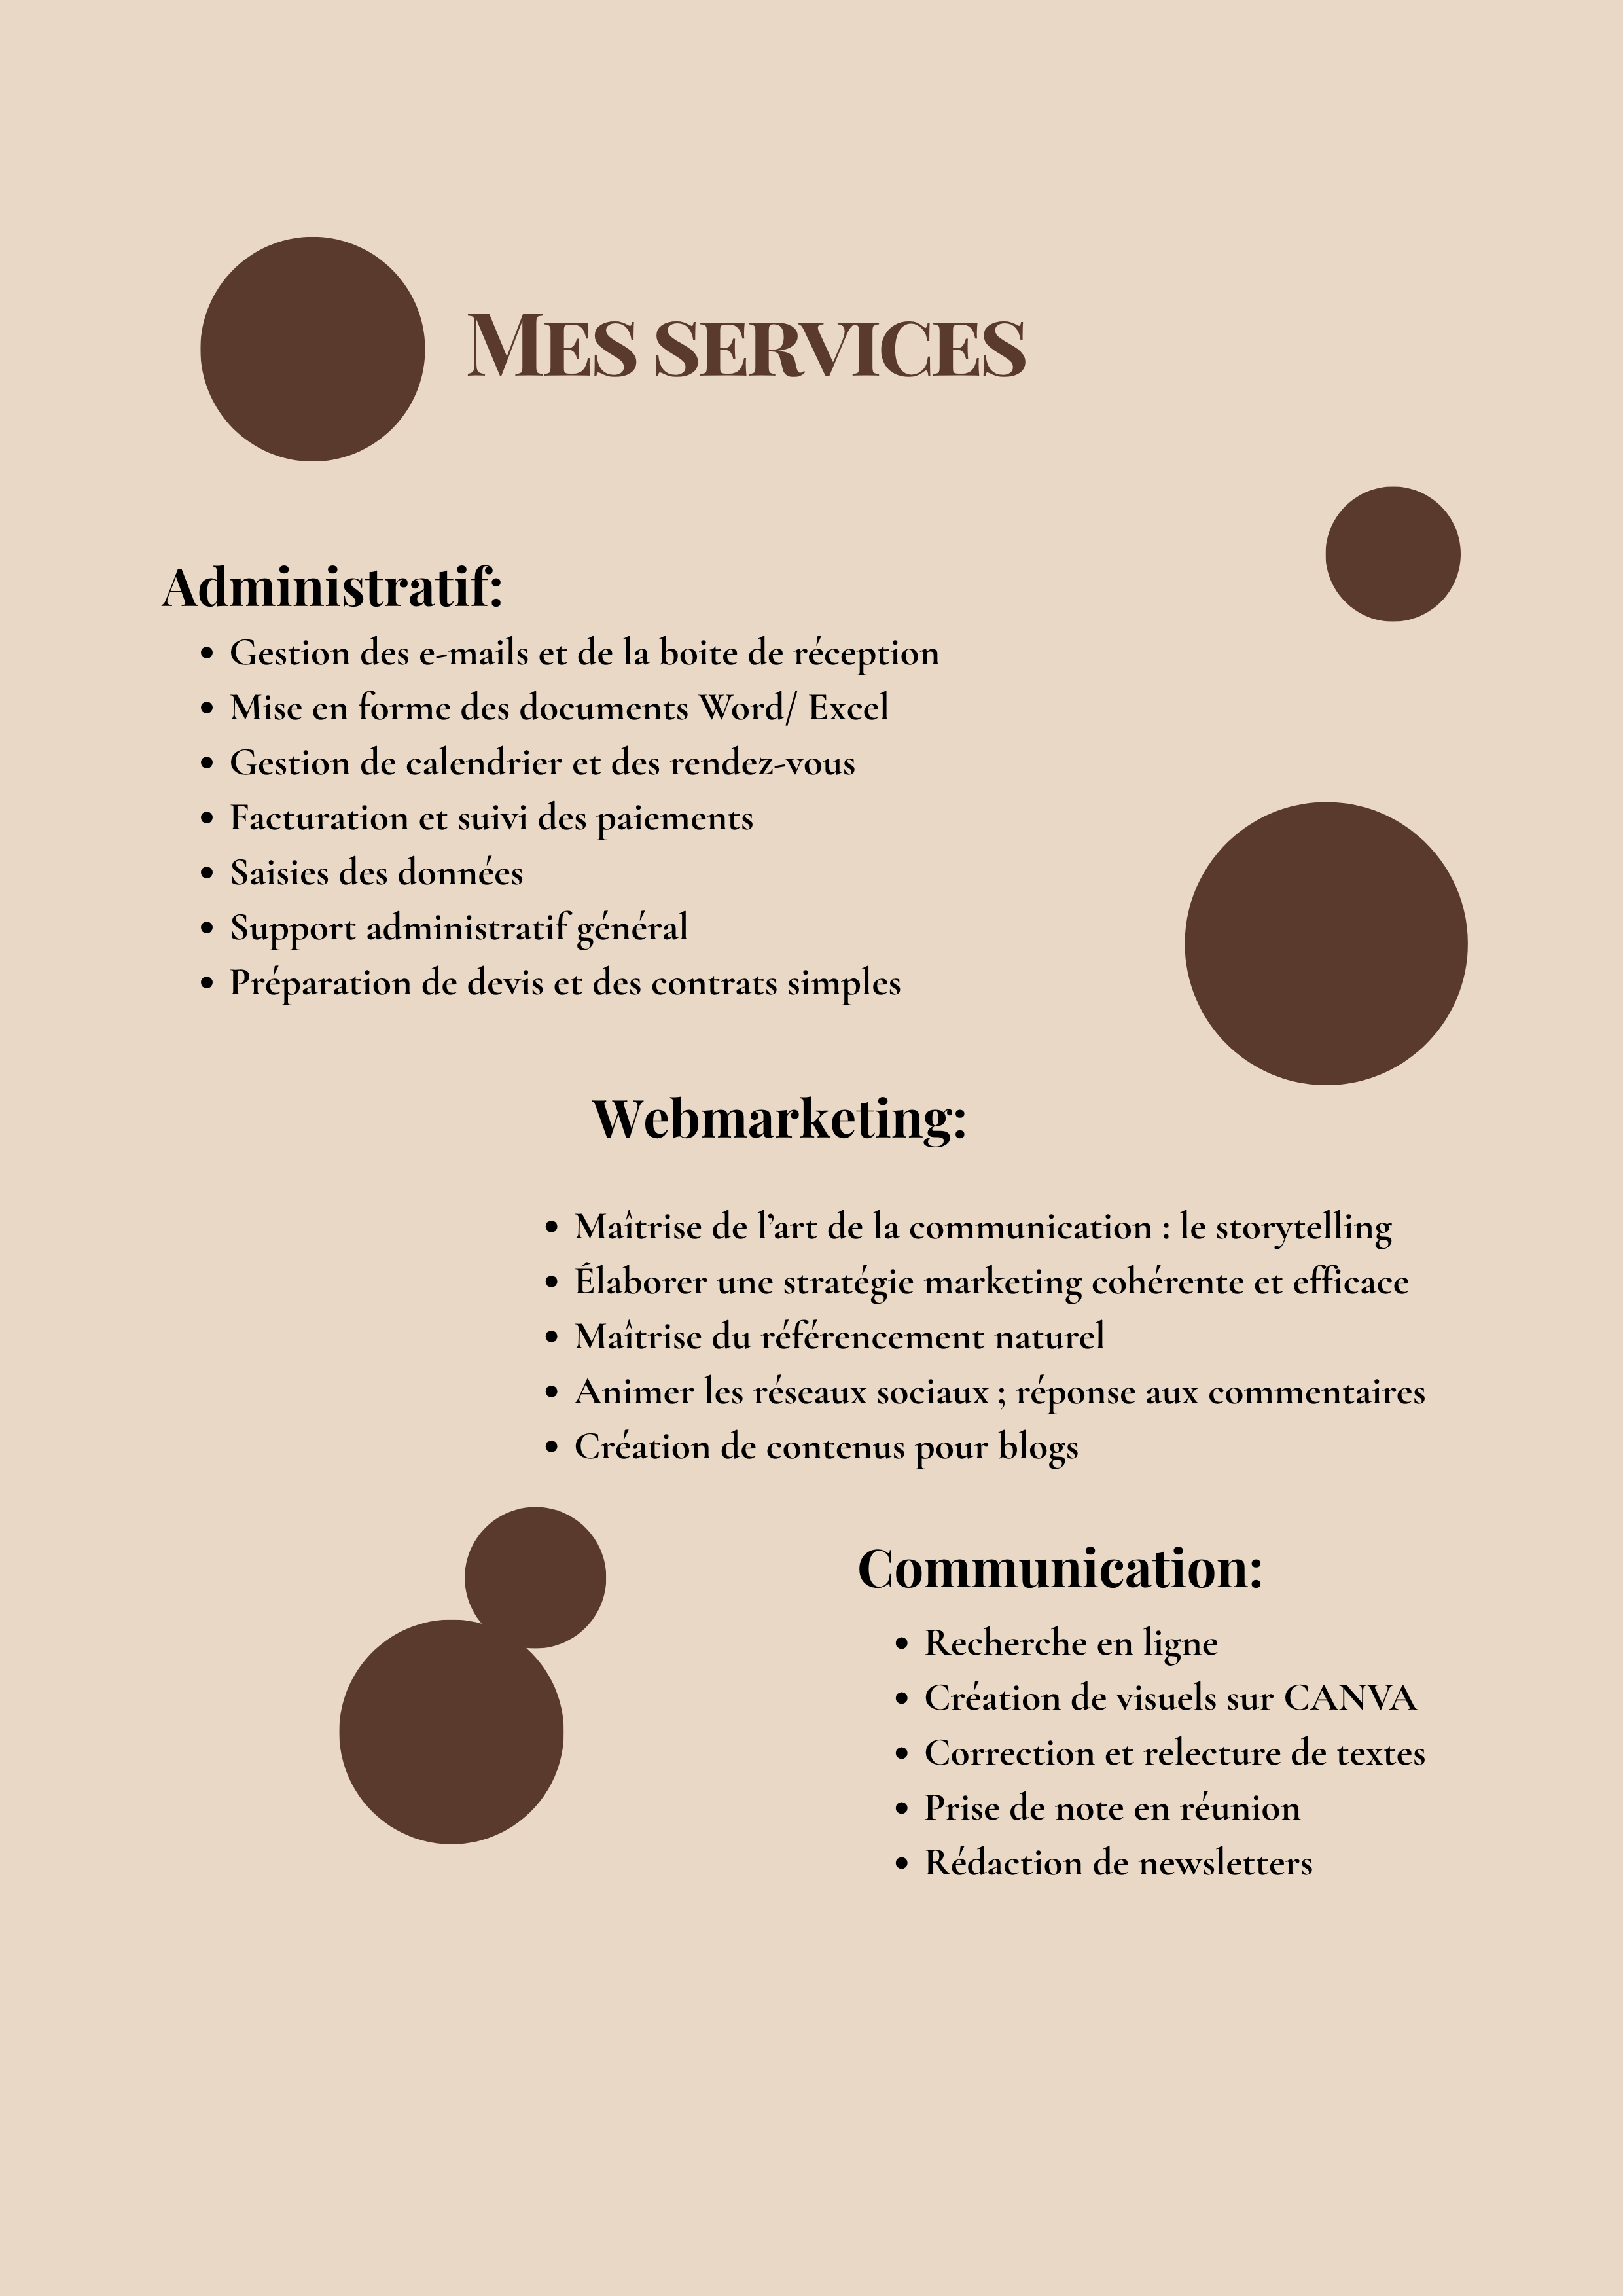 Mes services
Administratif:
• Gestion des e-mails et de la boite de réception
• Mise en forme des documents Word/ Excel
• Gestion de calendrier et des rendez-vous
• Facturation et suivi des paiements
• Saisies des données
• Support administratif général
• Préparation de devis et des contrats simples
Webmarketing:
• Maîtrise de l’art de la communication : le storytelling
• Élaborer une stratégie marketing cohérente et efficace
• Maîtrise du référencement naturel
• Animer les réseaux sociaux ; réponse aux commentaires
• Création de contenus pour blogs
Communication:
• Recherche en ligne
• Création de visuels sur CANVA
• Correction et relecture de textes
• Prise de note en réunion
• Rédaction de newsletters